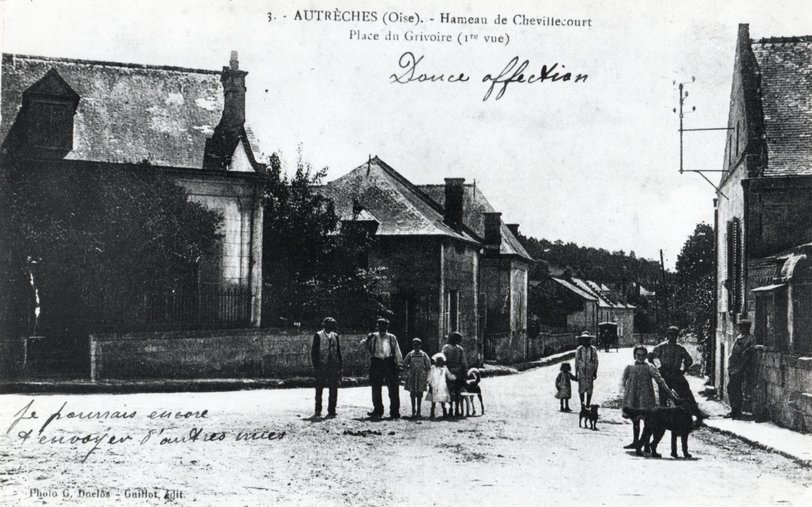 3. - AUTRÈCHES (Oise). - Hameau de Chevillecourt
Place du Grivoire (1re vue)
Douce affection
Je pourrais encore
t'envoyer d'autres vues
Photo G. Duclos - Guillot, édit.